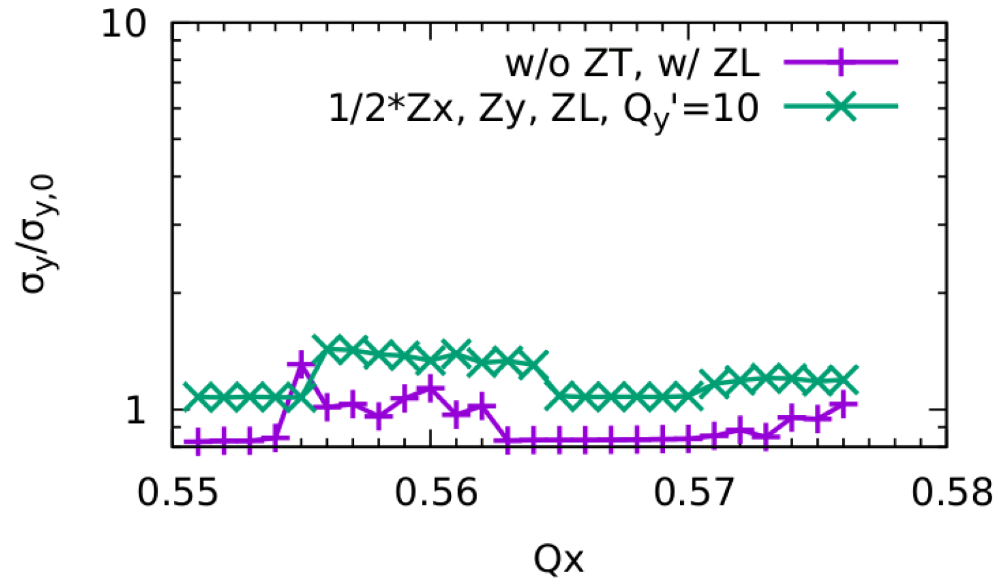 10
w/o ZT, w/ ZL
1/2*Zx, Zy, ZL, Qy'=10
σy/σy,0
1
0.55 0.56 0.57 0.58
Qx